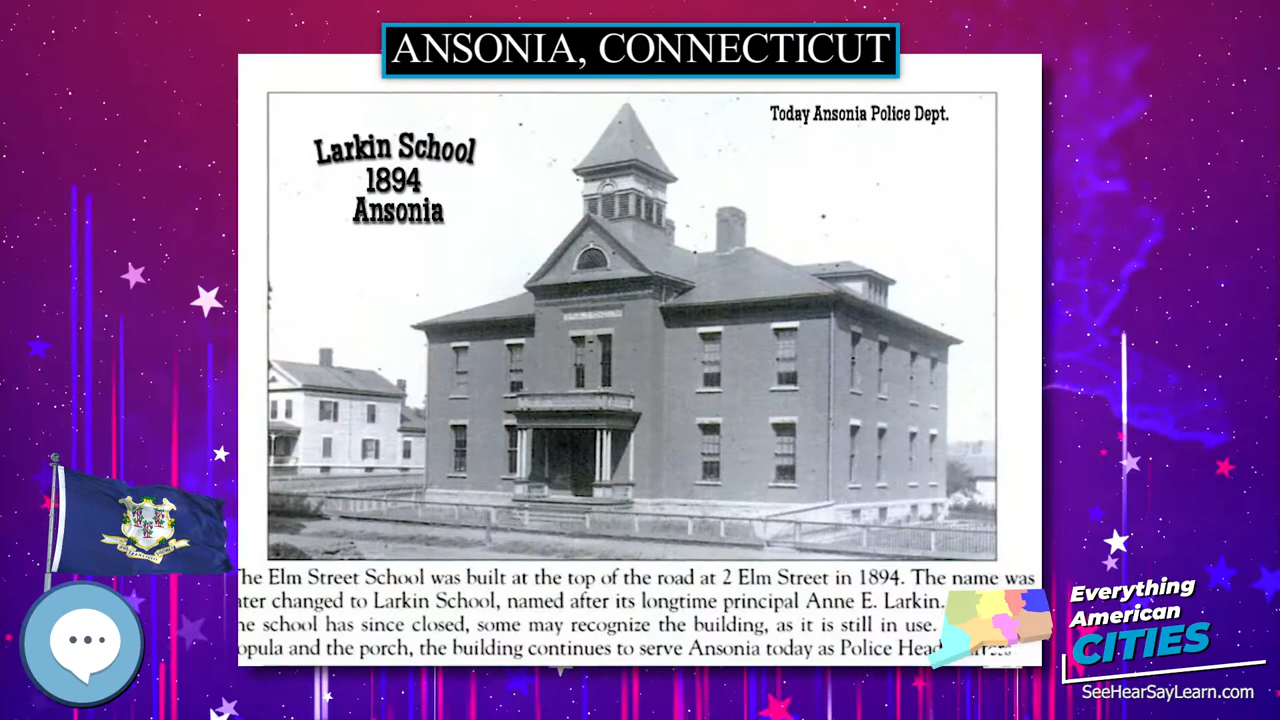 ANSONIA, CONNECTICUT
Today Ansonia Police Dept.
Larkin School
1894
Ansonia
he Elm Street School was built at the top of the road at 2 Elm Street in 1894. The name was
ater changed to Larkin School, named after its longtime principal Anne E. Larkin.
he school has since closed, some may recognize the building, as it is still in use.
opula and the porch, the building continues to serve Ansonia today as Police Head
Everything
American
CITIES
SeeHearSayLearn.com